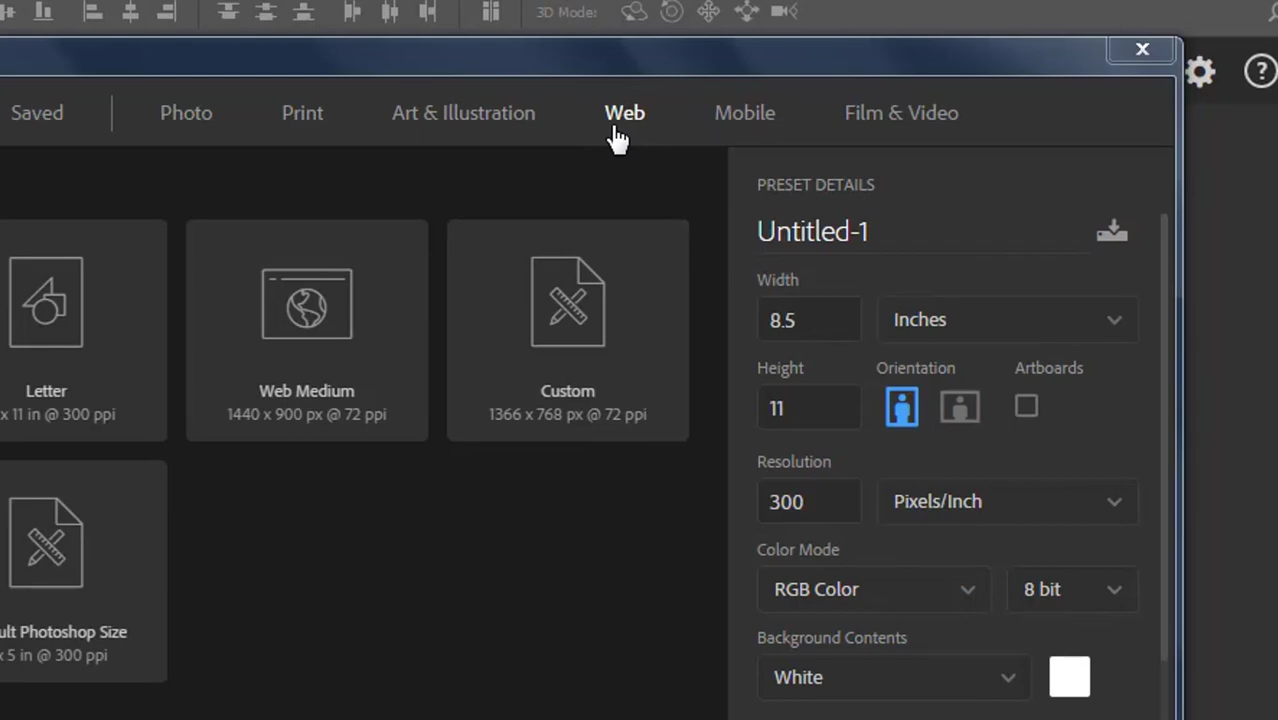 3D Mode:
Saved Photo Print Art & Illustration Web Mobile Film & Video
PRESET DETAILS
Untitled-1
Width
8.5 Inches
Height Orientation Artboards
11
Resolution
300 Pixels/Inch
Color Mode
RGB Color 8 bit
Background Contents
White
Letter
x 11 in @ 300 ppi
Web Medium
1440 x 900 px @ 72 ppi
Custom
1366 x 768 px @ 72 ppi
ult Photoshop Size
x 5 in @ 300 ppi